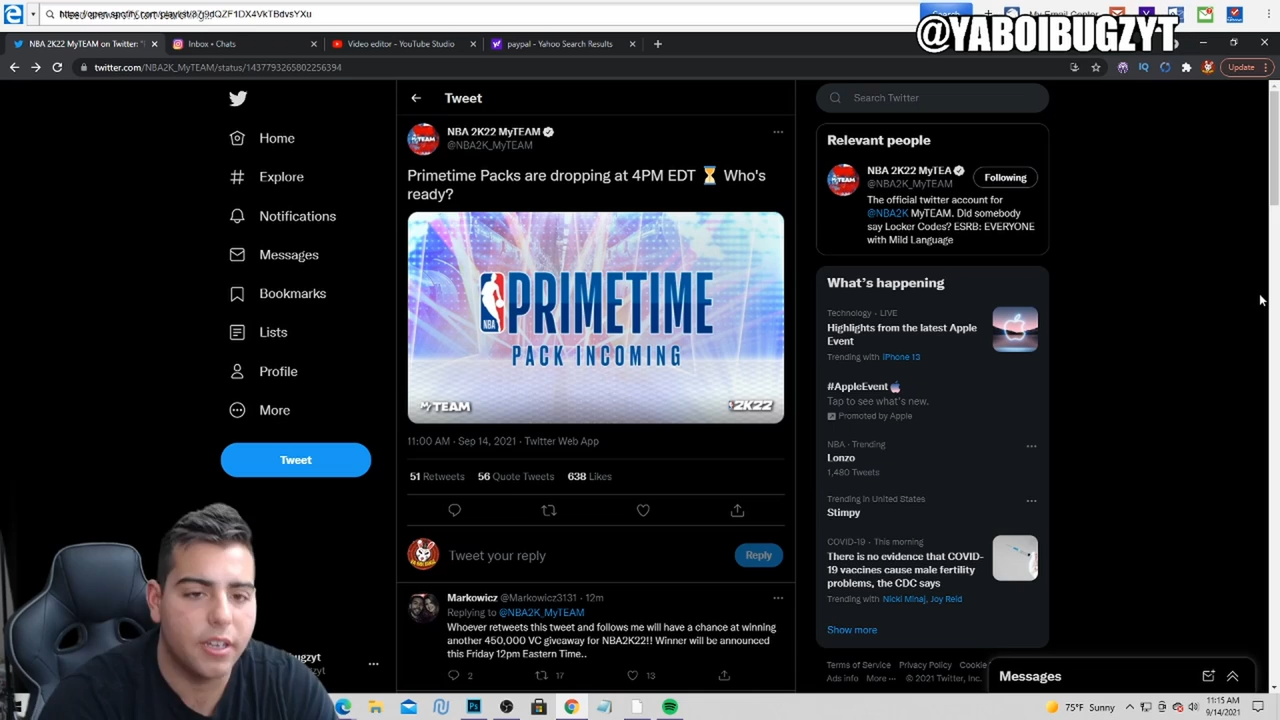 @YABOIBUGZYT
NBA 2K22 MyTEAM on Twitter: "
Inbox • Chats
Video editor - YouTube Studio
paypal - Yahoo Search Results
twitter.com/NBA2K_MyTEAM/status/1437793265802256394
Update
Home
Explore
Notifications
Messages
Bookmarks
Lists
Profile
More
Tweet
Tweet
NBA 2K22 MyTEAM
@NBA2K_MyTEAM
Primetime Packs are dropping at 4PM EDT ⏳ Who's
ready?
NBA
PRIMETIME
PACK INCOMING
MyTEAM
NBA 2K22
11:00 AM · Sep 14, 2021 · Twitter Web App
51 Retweets 56 Quote Tweets 638 Likes
Tweet your reply
Reply
Markowicz @Markowicz3131 · 12m
Replying to @NBA2K_MyTEAM
Whoever retweets this tweet and follows me will have a chance at winning
another 450,000 VC giveaway for NBA2K22!! Winner will be announced
this Friday 12pm Eastern Time..
2 17 13
Search Twitter
Relevant people
NBA 2K22 MyTEA
@NBA2K_MyTEAM
Following
The official twitter account for
@NBA2K MyTEAM. Did somebody
say Locker Codes? ESRB: EVERYONE
with Mild Language
What's happening
Technology · LIVE
Highlights from the latest Apple
Event
Trending with iPhone 13
#AppleEvent
Tap to see what's new.
Promoted by Apple
NBA · Trending
Lonzo
1,480 Tweets
Trending in United States
Stimpy
COVID-19 · This morning
There is no evidence that COVID-
19 vaccines cause male fertility
problems, the CDC says
Trending with Nicki Minaj, Joy Reid
Show more
Terms of Service Privacy Policy Cookie
Ad info More ··· © 2021 Twitter, Inc.
Messages
75°F Sunny
11:15 AM
9/14/2021